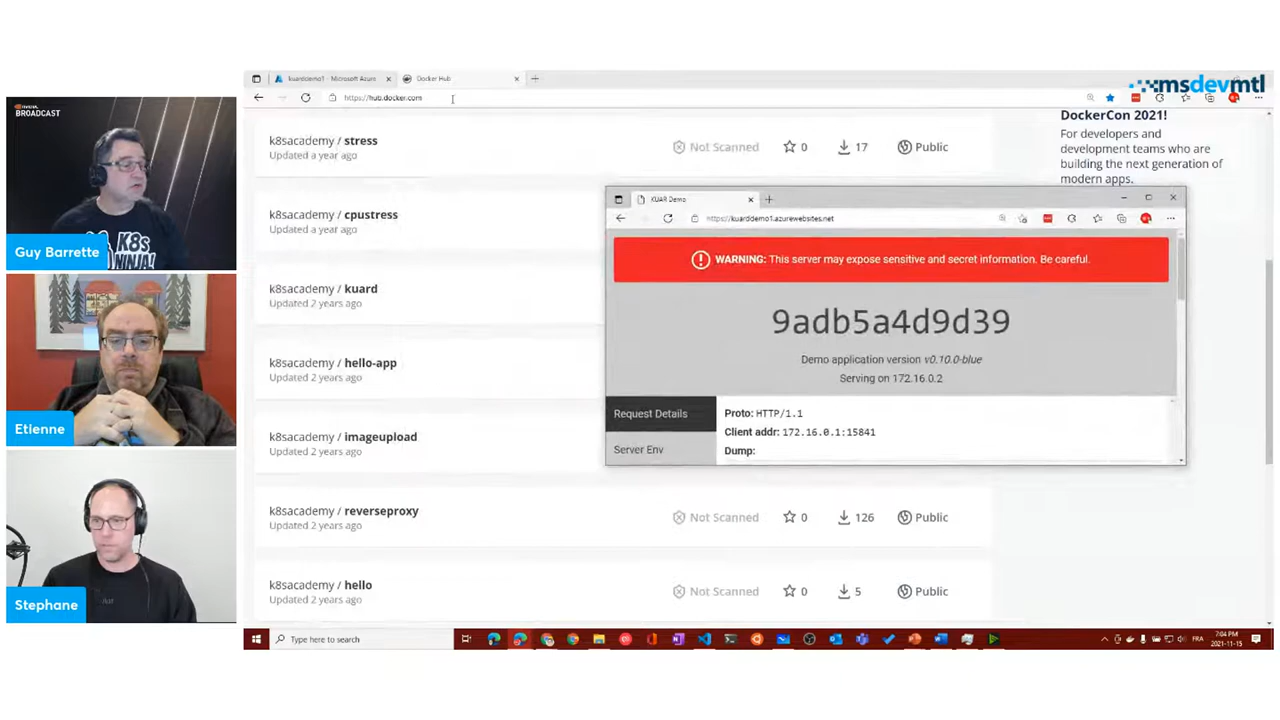 BROADCAST
K8s
NINJA!
Guy Barrette
Etienne
Stephane
kuarddemo1 - Microsoft Azure
Docker Hub
https://hub.docker.com
msdevmtl
k8sacademy / stress
Updated a year ago
Not Scanned
0
17
Public
k8sacademy / cpustress
Updated a year ago
k8sacademy / kuard
Updated 2 years ago
k8sacademy / hello-app
Updated 2 years ago
k8sacademy / imageupload
Updated 2 years ago
k8sacademy / reverseproxy
Updated 2 years ago
Not Scanned
0
126
Public
k8sacademy / hello
Updated 2 years ago
Not Scanned
0
5
Public
DockerCon 2021!
For developers and
development teams who are
building the next generation of
modern apps.
KUAR Demo
https://kuarddemo1.azurewebsites.net
WARNING: This server may expose sensitive and secret information. Be careful.
9adb5a4d9d39
Demo application version v0.10.0-blue
Serving on 172.16.0.2
Request Details
Server Env
Proto: HTTP/1.1
Client addr: 172.16.0.1:15841
Dump:
Type here to search
FRA
7:04 PM
2021-11-15